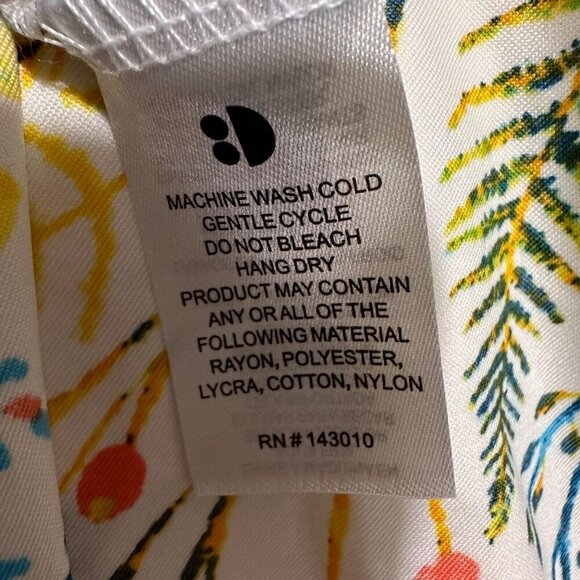 MACHINE WASH COLD
GENTLE CYCLE
DO NOT BLEACH
HANG DRY
PRODUCT MAY CONTAIN
ANY OR ALL OF THE
FOLLOWING MATERIAL
RAYON, POLYESTER,
LYCRA, COTTON, NYLON
RN # 143010